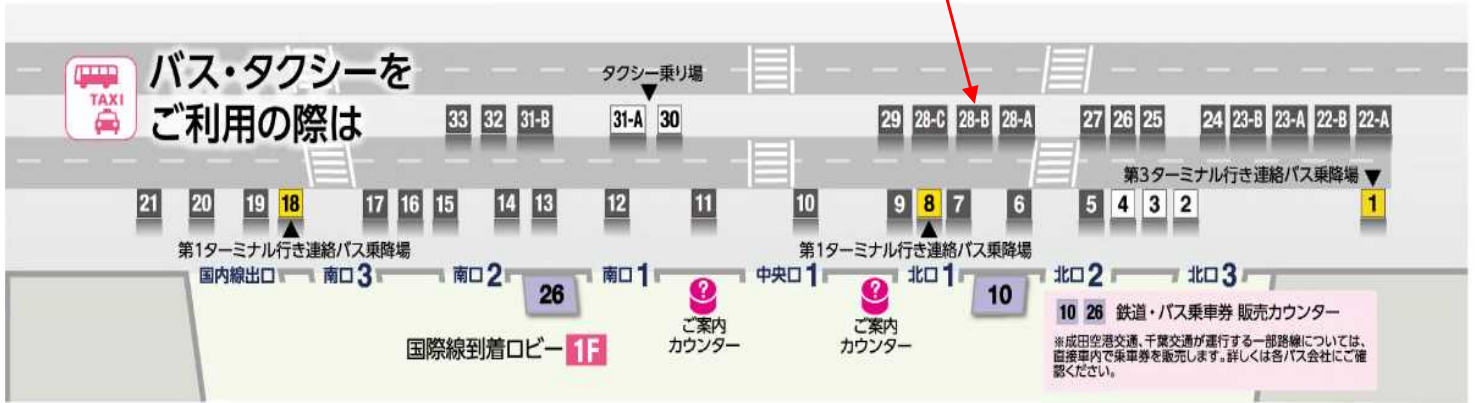 TAXI
バス・タクシーを
ご利用の際は
タクシー乗り場
33 32 31-B 31-A 30 29 28-C 28-B 28-A 27 26 25 24 23-B 23-A 22-B 22-A
第3ターミナル行き連絡バス乗降場
21 20 19 18 17 16 15 14 13 12 11 10 9 8 7 6 5 4 3 2 1
第1ターミナル行き連絡バス乗降場
第1ターミナル行き連絡バス乗降場
国内線出口 南口3 南口2 南口1 中央口1 北口1 北口2 北口3
26
?
?
10
ご案内
カウンター
ご案内
カウンター
国際線到着ロビー 1F
10 26 鉄道・バス乗車券 販売カウンター
※成田空港交通、千葉交通が運行する一部路線については、
直接車内で乗車券を販売します。詳しくは各バス会社にご確
認ください。